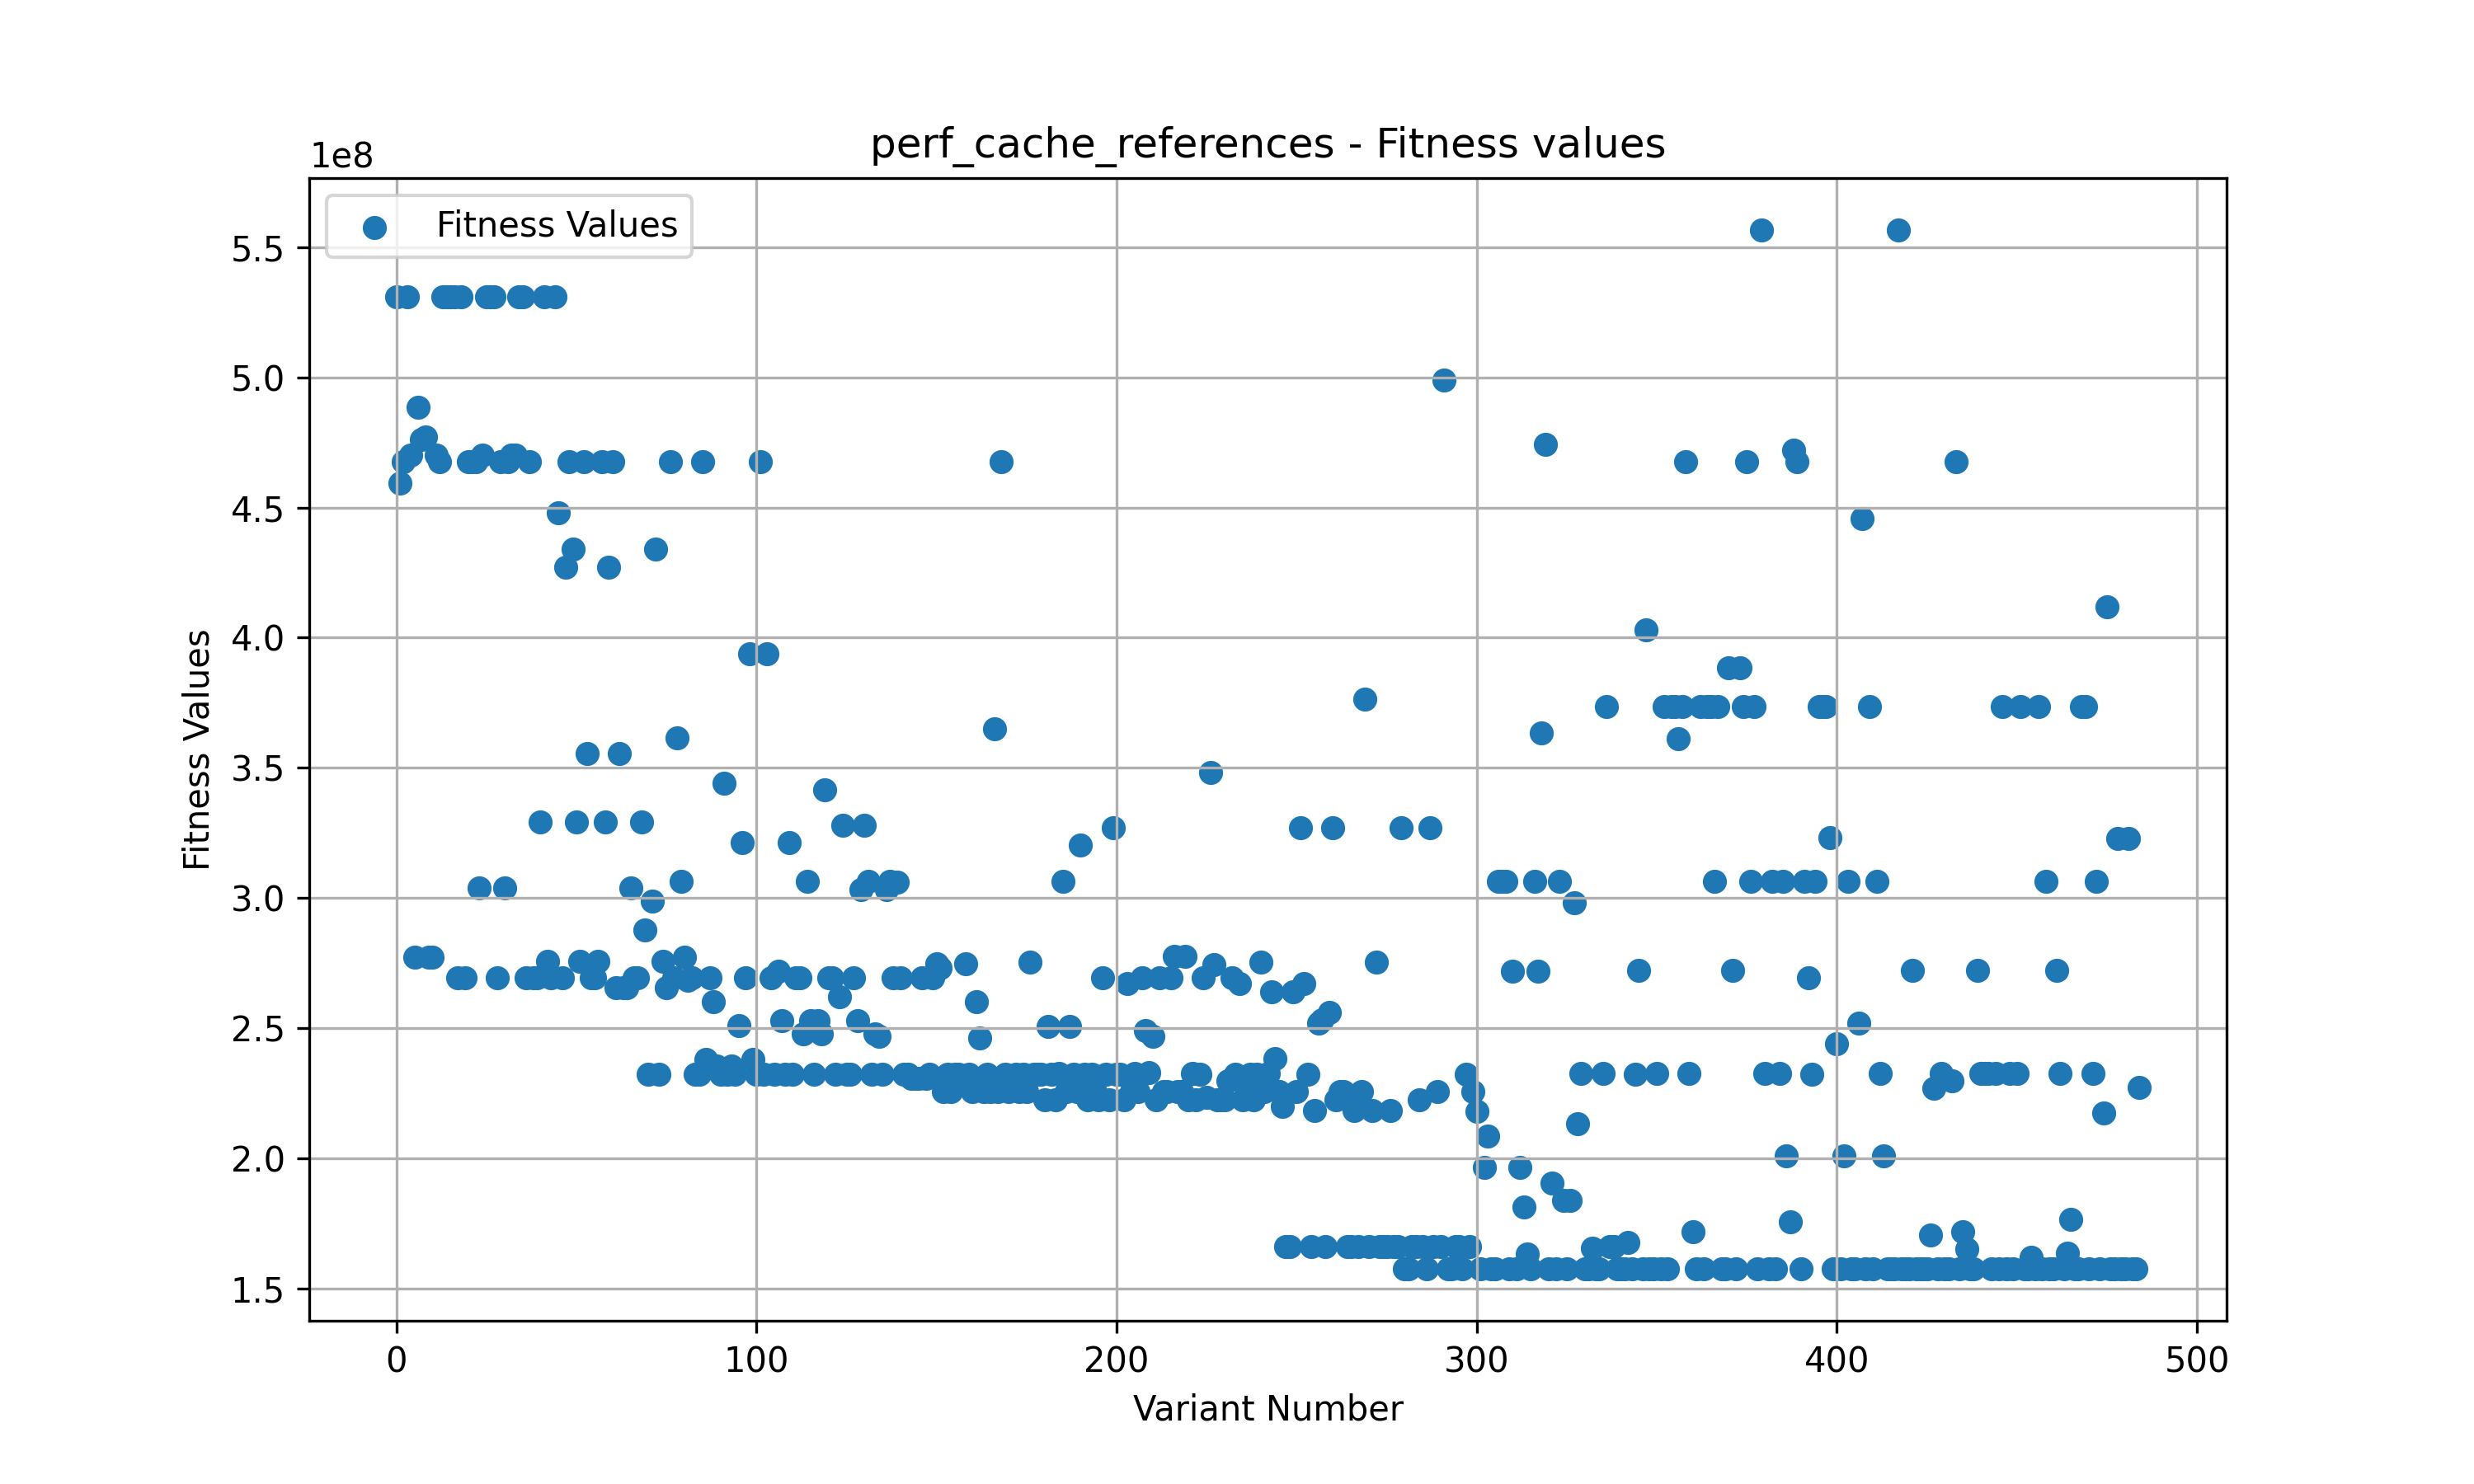 perf_cache_references - Fitness values
1e8
Fitness Values
5.5
5.0
4.5
4.0
3.5
3.0
2.5
2.0
1.5
Fitness Values
0 100 200 300 400 500
Variant Number